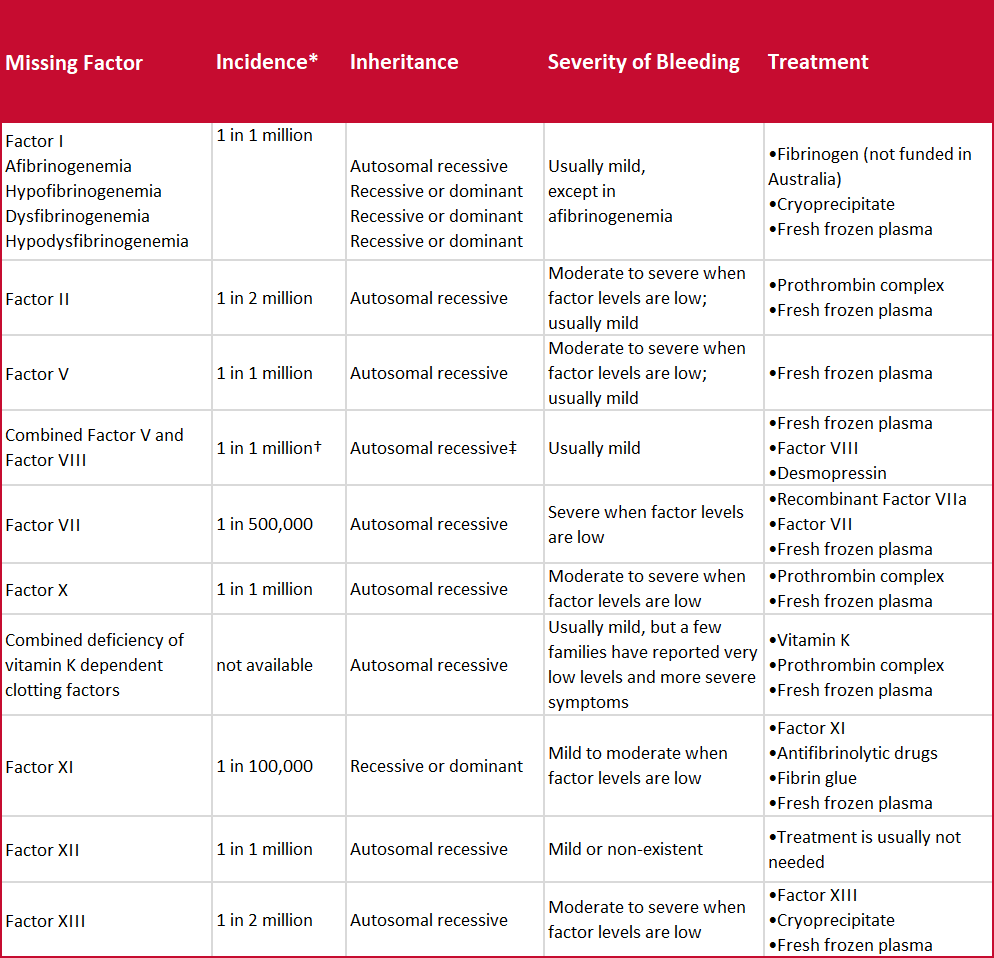 Missing Factor
Incidence*
Inheritance
Severity of Bleeding
Treatment
Factor I
Afibrinogenemia
Hypofibrinogenemia
Dysfibrinogenemia
Hypodysfibrinogenemia
1 in 1 million
Autosomal recessive
Recessive or dominant
Recessive or dominant
Recessive or dominant
Usually mild,
except in
afibrinogenemia
•Fibrinogen (not funded in
Australia)
•Cryoprecipitate
•Fresh frozen plasma
Factor II
1 in 2 million
Autosomal recessive
Moderate to severe when
factor levels are low;
usually mild
•Prothrombin complex
•Fresh frozen plasma
Factor V
1 in 1 million
Autosomal recessive
Moderate to severe when
factor levels are low;
usually mild
•Fresh frozen plasma
Combined Factor V and
Factor VIII
1 in 1 million†
Autosomal recessive‡
Usually mild
•Fresh frozen plasma
•Factor VIII
•Desmopressin
Factor VII
1 in 500,000
Autosomal recessive
Severe when factor levels
are low
•Recombinant Factor VIIa
•Factor VII
•Fresh frozen plasma
Factor X
1 in 1 million
Autosomal recessive
Moderate to severe when
factor levels are low
•Prothrombin complex
•Fresh frozen plasma
Combined deficiency of
vitamin K dependent
clotting factors
not available
Autosomal recessive
Usually mild, but a few
families have reported very
low levels and more severe
symptoms
•Vitamin K
•Prothrombin complex
•Fresh frozen plasma
Factor XI
1 in 100,000
Recessive or dominant
Mild to moderate when
factor levels are low
•Factor XI
•Antifibrinolytic drugs
•Fibrin glue
•Fresh frozen plasma
Factor XII
1 in 1 million
Autosomal recessive
Mild or non-existent
•Treatment is usually not
needed
Factor XIII
1 in 2 million
Autosomal recessive
Moderate to severe when
factor levels are low
•Factor XIII
•Cryoprecipitate
•Fresh frozen plasma